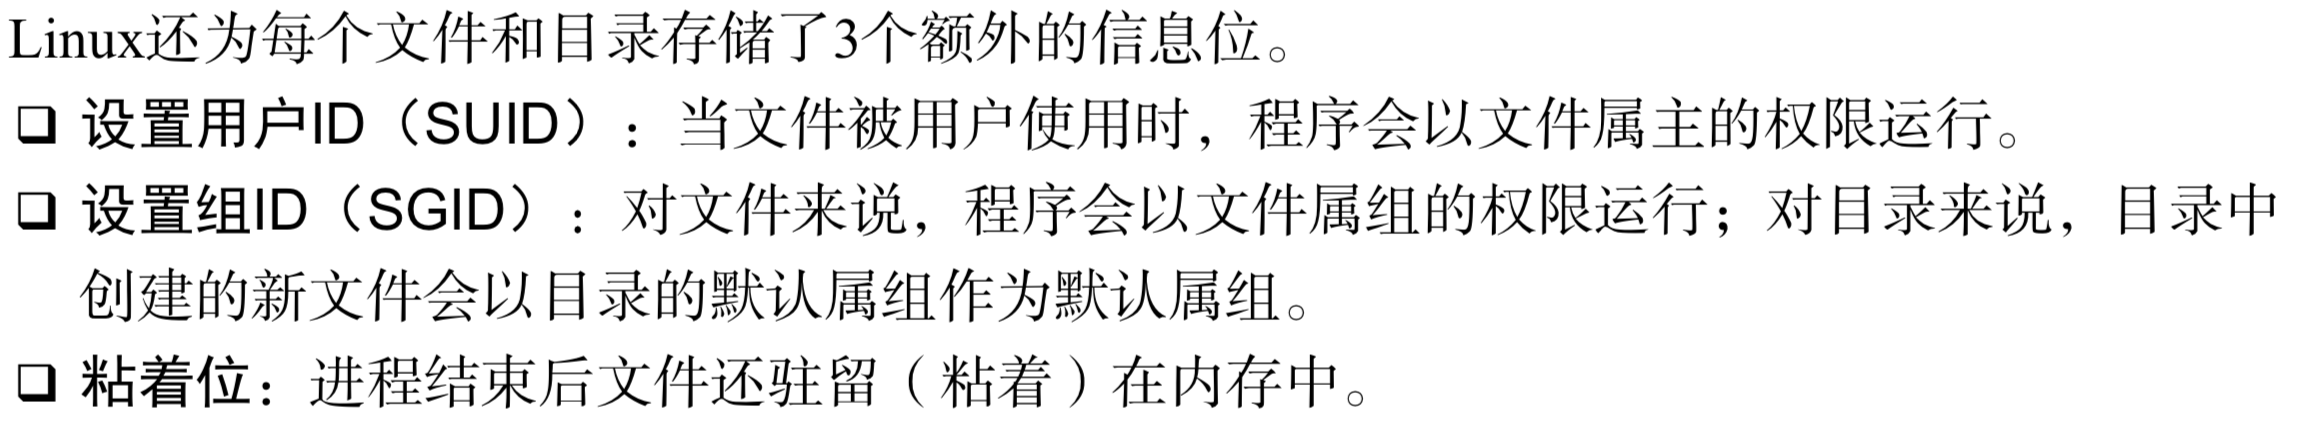 Linux还为每个文件和目录存储了3个额外的信息位。
❑ 设置用户ID（SUID）：当文件被用户使用时，程序会以文件属主的权限运行。
❑ 设置组ID（SGID）：对文件来说，程序会以文件属组的权限运行；对目录来说，目录中
创建的新文件会以目录的默认属组作为默认属组。
❑ 粘着位：进程结束后文件还驻留（粘着）在内存中。